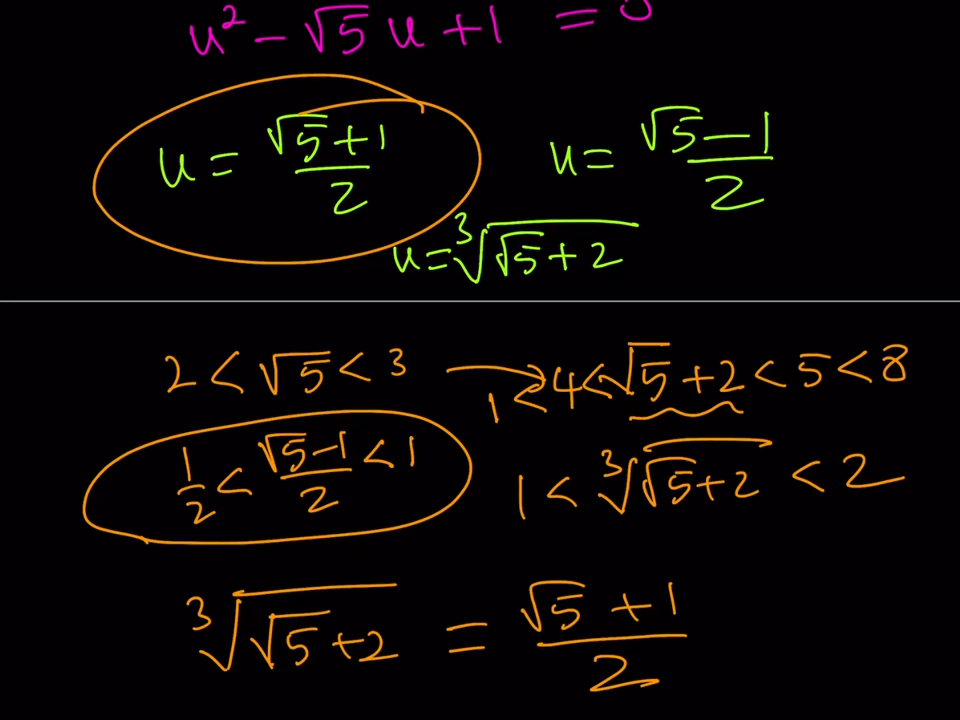 u² − √5 u + 1 = 0
u = (√5 + 1)/2 u = (√5 − 1)/2
u = ∛(√5 + 2)
2 < √5 < 3 → 1 < 4 < √5 + 2 < 5 < 8
1/2 < (√5 − 1)/2 < 1 1 < ∛(√5 + 2) < 2
∛(√5 + 2) = (√5 + 1)/2